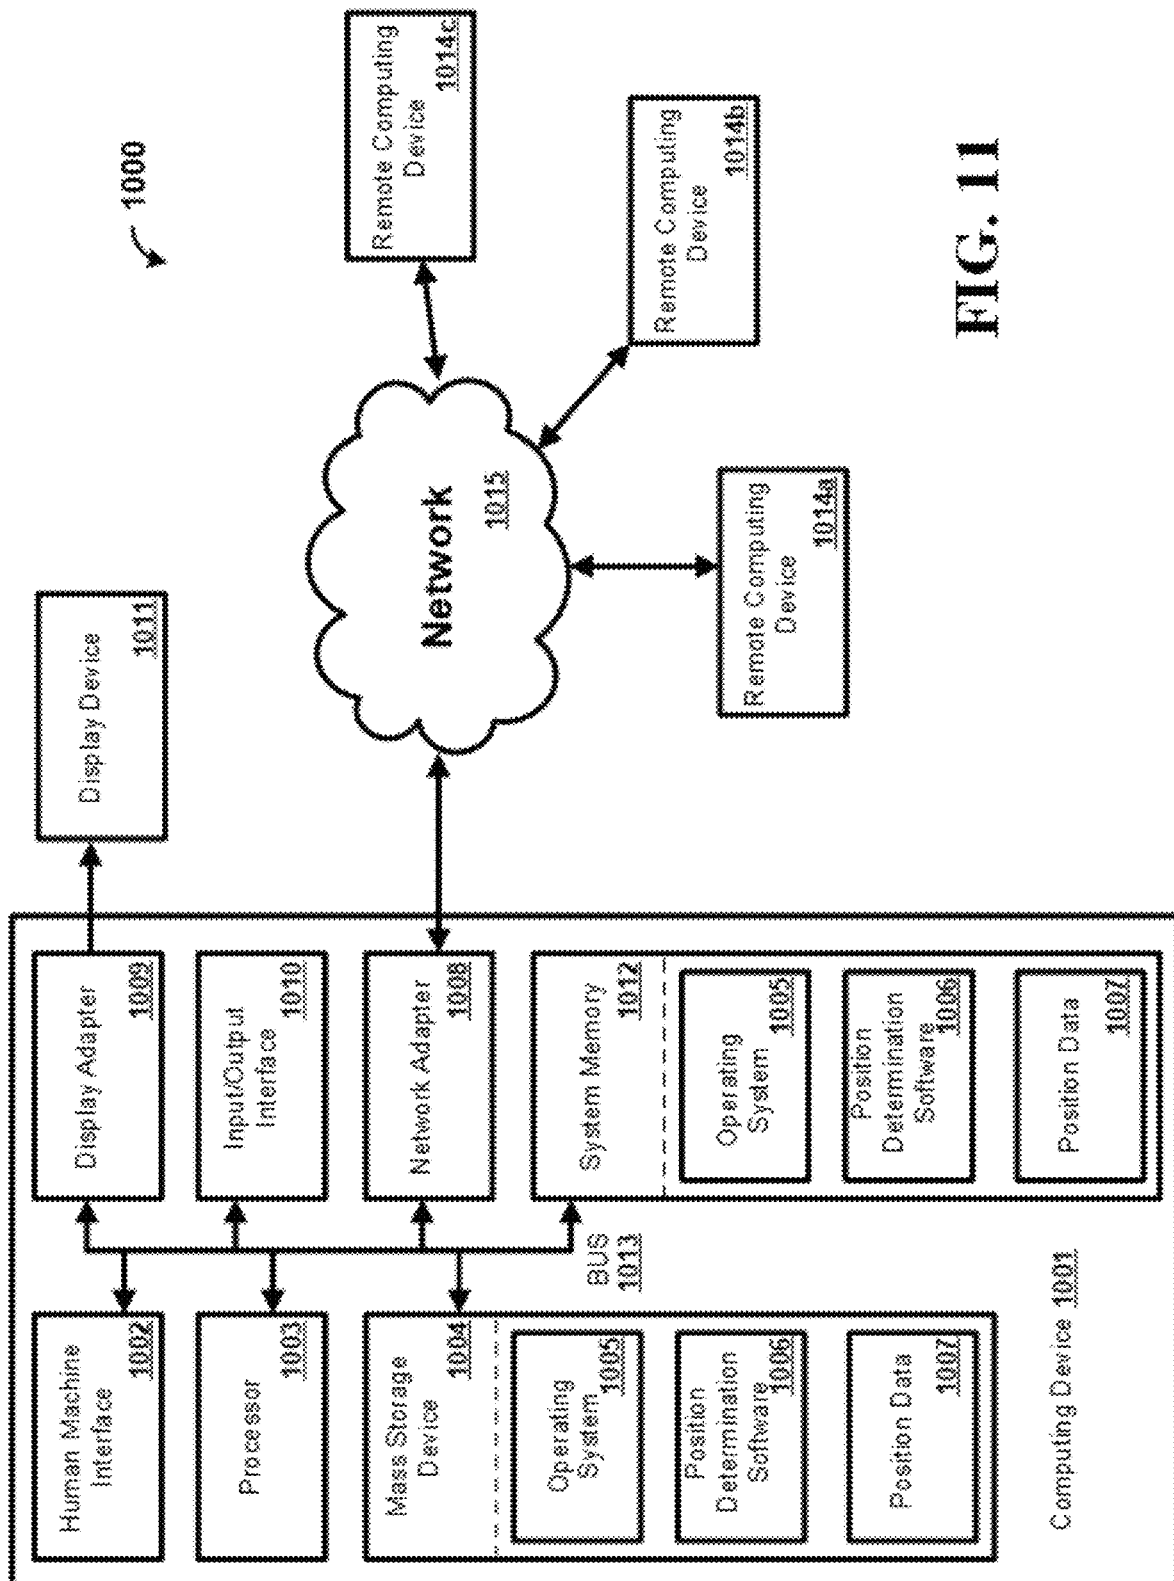 1000
Human Machine
Interface
1002
Processor
1003
Mass Storage
Device
1004
Operating
System
1005
Position
Determination
Software
1006
Position Data
1007
Display Adapter
1009
Input/Output
Interface
1010
Network Adapter
1008
System Memory
1012
Operating
System
1005
Position
Determination
Software
1006
Position Data
1007
BUS
1013
Computing Device 1001
Display Device
1011
Network
1015
Remote Computing
Device
1014a
Remote Computing
Device
1014b
Remote Computing
Device
1014c
FIG. 11